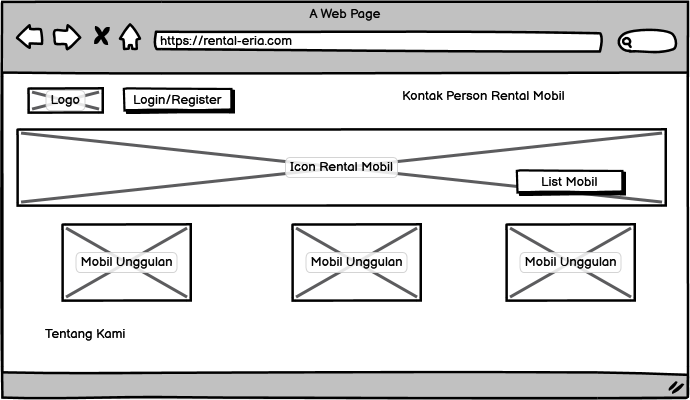 A Web Page
https://rental-eria.com
Logo
Login/Register
Kontak Person Rental Mobil
Icon Rental Mobil
List Mobil
Mobil Unggulan
Mobil Unggulan
Mobil Unggulan
Tentang Kami